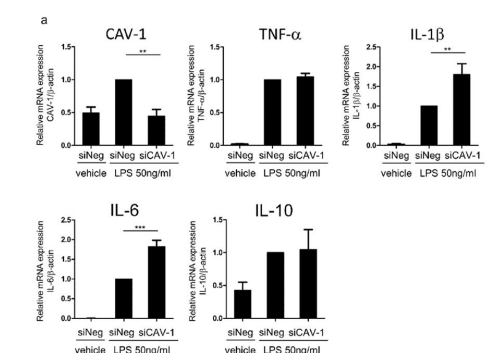 a
CAV-1
Relative mRNA expression
CAV-1/β-actin
1.5
1.0
0.5
0.0
siNeg siNeg siCAV-1
vehicle LPS 50ng/ml
**
TNF-α
Relative mRNA expression
TNF-α/β-actin
1.5
1.0
0.5
0.0
siNeg siNeg siCAV-1
vehicle LPS 50ng/ml
IL-1β
Relative mRNA expression
IL-1β/β-actin
2.5
2.0
1.5
1.0
0.5
0.0
siNeg siNeg siCAV-1
vehicle LPS 50ng/ml
**
IL-6
Relative mRNA expression
IL-6/β-actin
2.5
2.0
1.5
1.0
0.5
0.0
siNeg siNeg siCAV-1
vehicle LPS 50ng/ml
***
IL-10
Relative mRNA expression
IL-10/β-actin
1.5
1.0
0.5
0.0
siNeg siNeg siCAV-1
vehicle LPS 50ng/ml